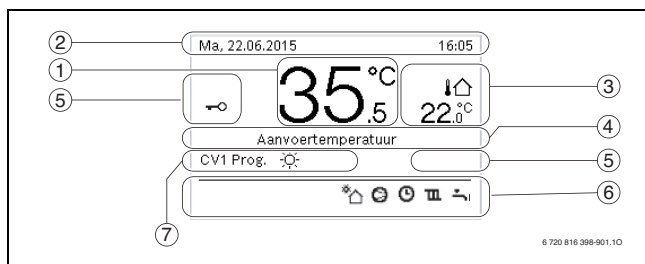 ② Ma, 22.06.2015 16:05
① 35.5 °C
⑤
③ 22.0 °C
④ Aanvoertemperatuur
⑦ CV1 Prog.
⑤
⑥
6 720 816 398-901.1O